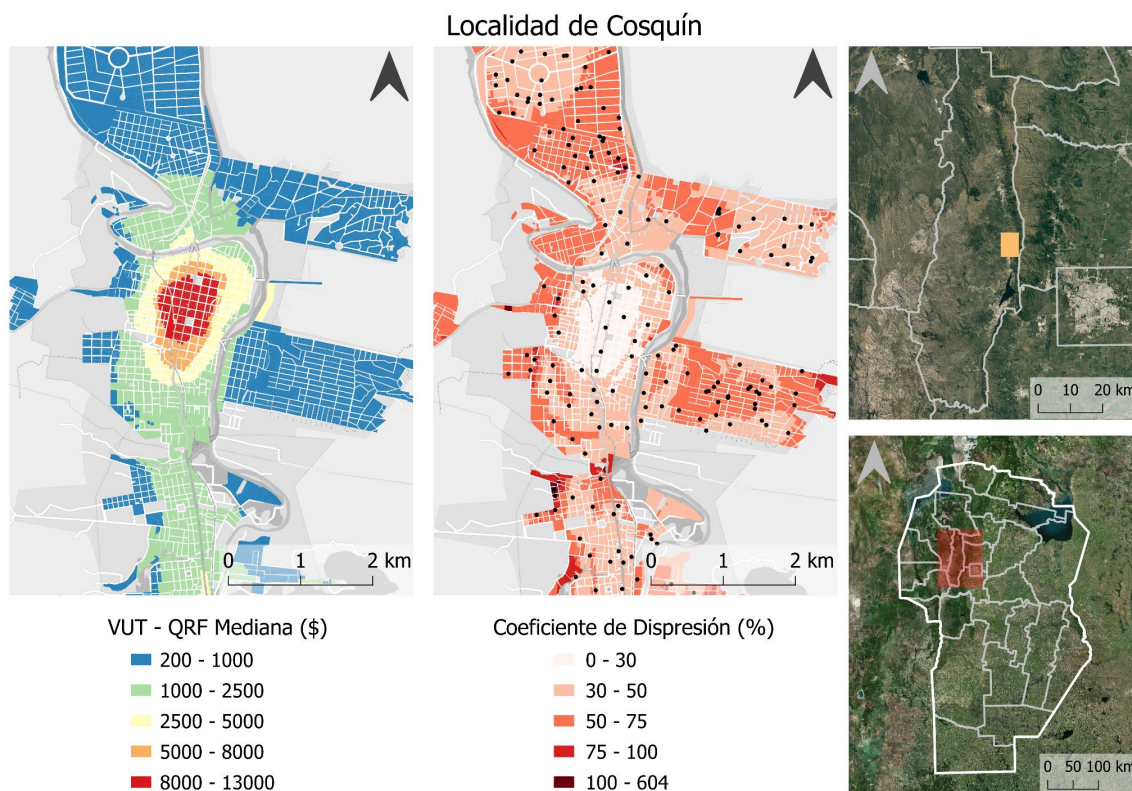 Localidad de Cosquín
0 1 2 km
0 1 2 km
0 10 20 km
VUT - QRF Mediana ($)
200 - 1000
1000 - 2500
2500 - 5000
5000 - 8000
8000 - 13000
Coeficiente de Dispresión (%)
0 - 30
30 - 50
50 - 75
75 - 100
100 - 604
0 50 100 km